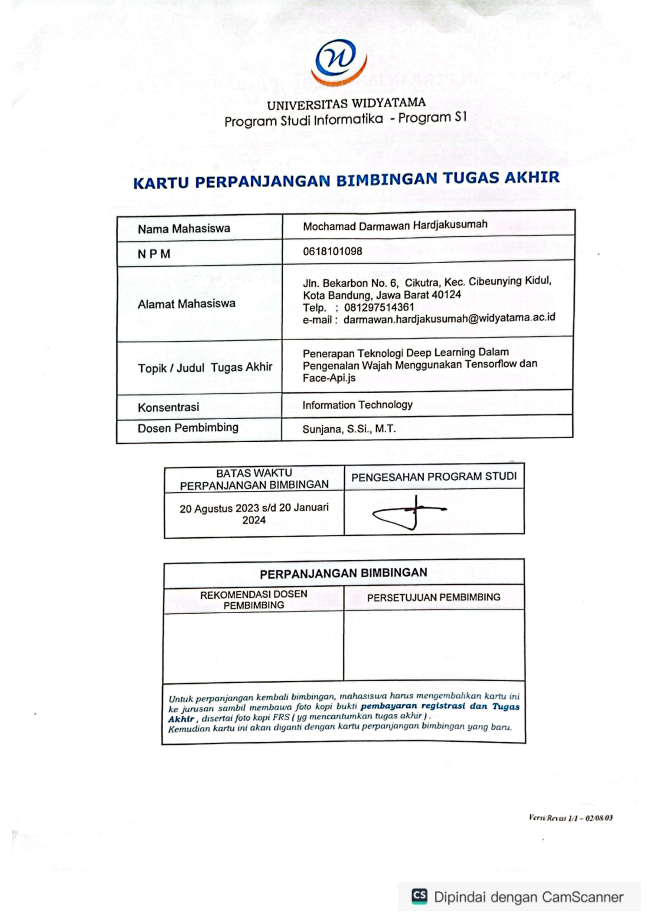 UNIVERSITAS WIDYATAMA
Program Studi Informatika - Program S1
KARTU PERPANJANGAN BIMBINGAN TUGAS AKHIR
Nama Mahasiswa
Mochamad Darmawan Hardjakusumah
N P M
0618101098
Alamat Mahasiswa
Jln. Bekarbon No. 6, Cikutra, Kec. Cibeunying Kidul,
Kota Bandung, Jawa Barat 40124
Telp. : 081297514361
e-mail : darmawan.hardjakusumah@widyatama.ac.id
Topik / Judul Tugas Akhir
Penerapan Teknologi Deep Learning Dalam
Pengenalan Wajah Menggunakan Tensorflow dan
Face-Api.js
Konsentrasi
Information Technology
Dosen Pembimbing
Sunjana, S.Si., M.T.
BATAS WAKTU
PERPANJANGAN BIMBINGAN
PENGESAHAN PROGRAM STUDI
20 Agustus 2023 s/d 20 Januari
2024
PERPANJANGAN BIMBINGAN
REKOMENDASI DOSEN
PEMBIMBING
PERSETUJUAN PEMBIMBING
Untuk perpanjangan kembali bimbingan, mahasiswa harus mengembalikan kartu ini
ke jurusan sambil membawa foto kopi bukti pembayaran registrasi dan Tugas
Akhir , disertai foto kopi FRS ( yg mencantumkan tugas akhir ) .
Kemudian kartu ini akan diganti dengan kartu perpanjangan bimbingan yang baru.
Versi Revisi 1/1 – 02/08/03
CS Dipindai dengan CamScanner